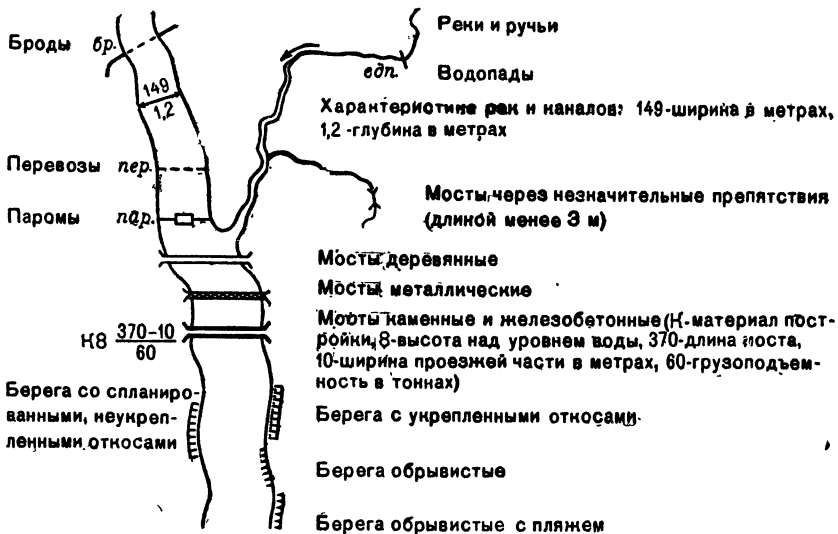 Реки и ручьи
Броды бр.
вдп. Водопады
149
1,2
Характеристике рек и каналов: 149-ширина в метрах,
1,2-глубина в метрах
Перевозы пер.
Мосты через незначительные препятствия
(длиной менее 3 м)
Паромы пар.
Мосты деревянные
Мосты металлические
Мосты каменные и железобетонные (К-материал пост-
ройки, 8-высота над уровнем воды, 370-длина моста,
10-ширина проезжей части в метрах, 60-грузоподъем-
ность в тоннах)
К8 370-10
60
Берега со спланиро-
ванными, неукреп-
ленными откосами
Берега с укрепленными откосами
Берега обрывистые
Берега обрывистые с пляжем